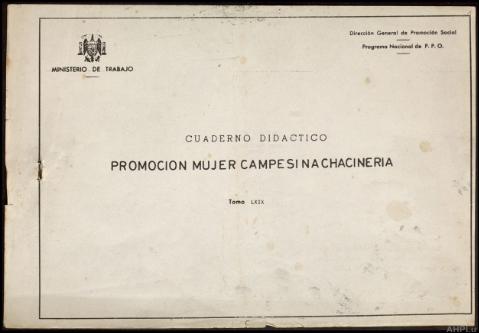 Dirección General de Promoción Social
Programa Nacional de P. P. O.
MINISTERIO DE TRABAJO
CUADERNO DIDACTICO
PROMOCION MUJER CAMPESINA CHACINERIA
Tomo LXIX
AHPLu